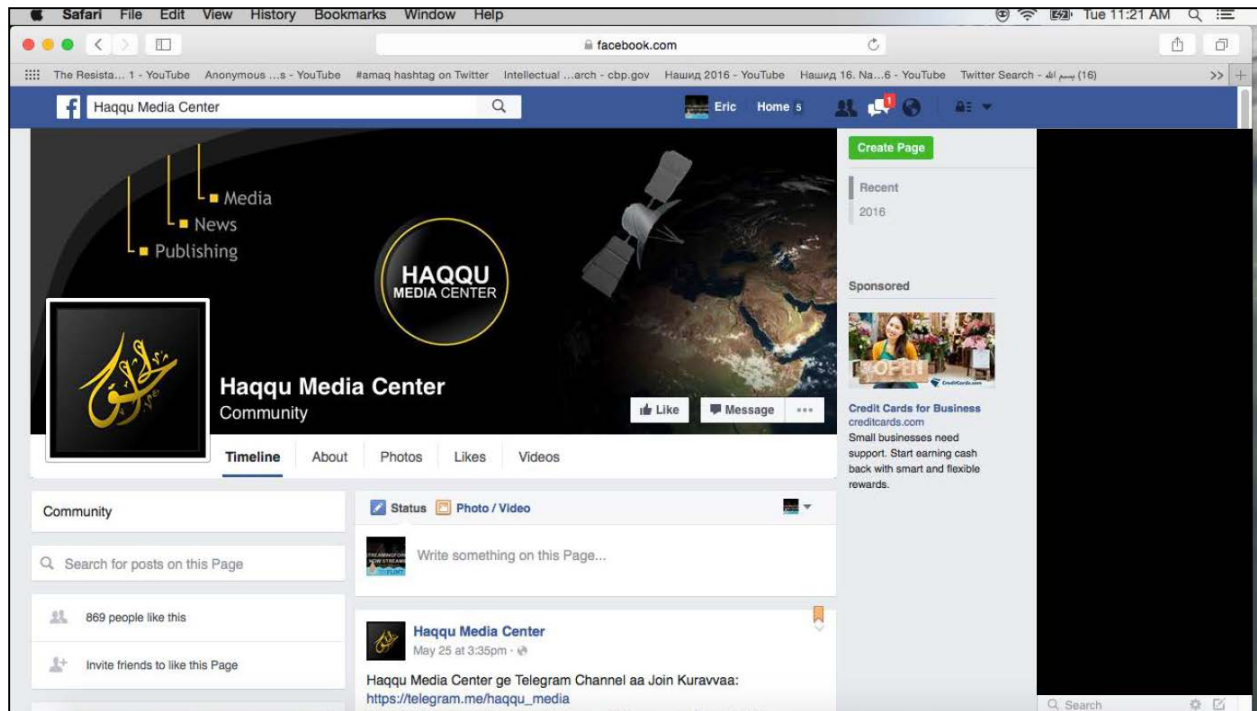 Safari File Edit View History Bookmarks Window Help
Tue 11:21 AM
facebook.com
The Resista... 1 - YouTube Anonymous ...s - YouTube #amaq hashtag on Twitter Intellectual ...arch - cbp.gov Нашид 2016 - YouTube Нашид 16. Na...6 - YouTube Twitter Search - بسم الله (16) >> +
f Haqqu Media Center
Eric Home 5
1
Media
News
Publishing
HAQQU
MEDIA CENTER
Haqqu Media Center
Community
Like Message
Timeline About Photos Likes Videos
Community
Search for posts on this Page
869 people like this
Invite friends to like this Page
Status Photo / Video
Write something on this Page...
Haqqu Media Center
May 25 at 3:35pm
Haqqu Media Center ge Telegram Channel aa Join Kuravvaa:
https://telegram.me/haqqu_media
Create Page
Recent
2016
Sponsored
OPEN
CreditCards.com
Credit Cards for Business
creditcards.com
Small businesses need
support. Start earning cash
back with smart and flexible
rewards.
Search